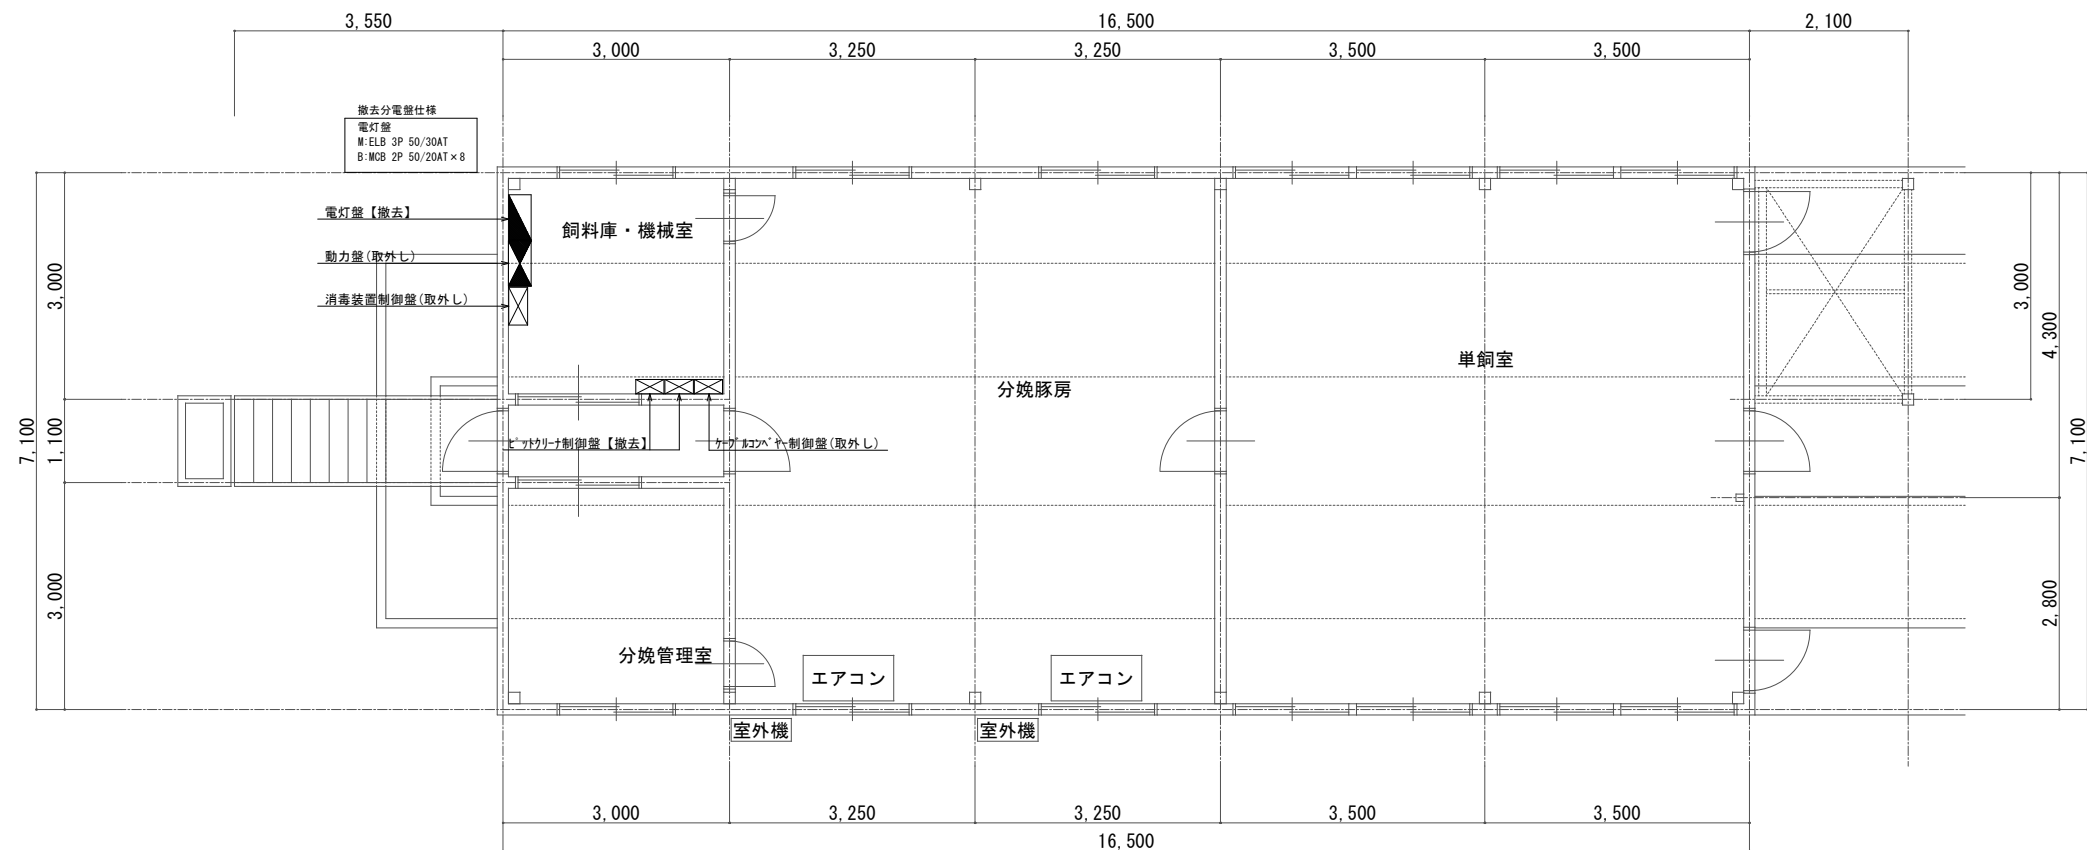 3,550
16,500
2,100
3,000
3,250
3,250
3,500
3,500
撤去分電盤仕様
電灯盤
M:ELB 3P 50/30AT
B:MCB 2P 50/20AT×8
電灯盤【撤去】
飼料庫・機械室
動力盤(取外し)
消毒装置制御盤(取外し)
3,000
3,000
4,300
単飼室
分娩豚房
7,100
1,100
ﾋﾟｯﾄｸﾘｰﾅ制御盤【撤去】
ｹｰﾌﾞﾙｺﾝﾍﾞﾔｰ制御盤(取外し)
7,100
3,000
2,800
分娩管理室
エアコン
エアコン
室外機
室外機
3,000
3,250
3,250
3,500
3,500
16,500